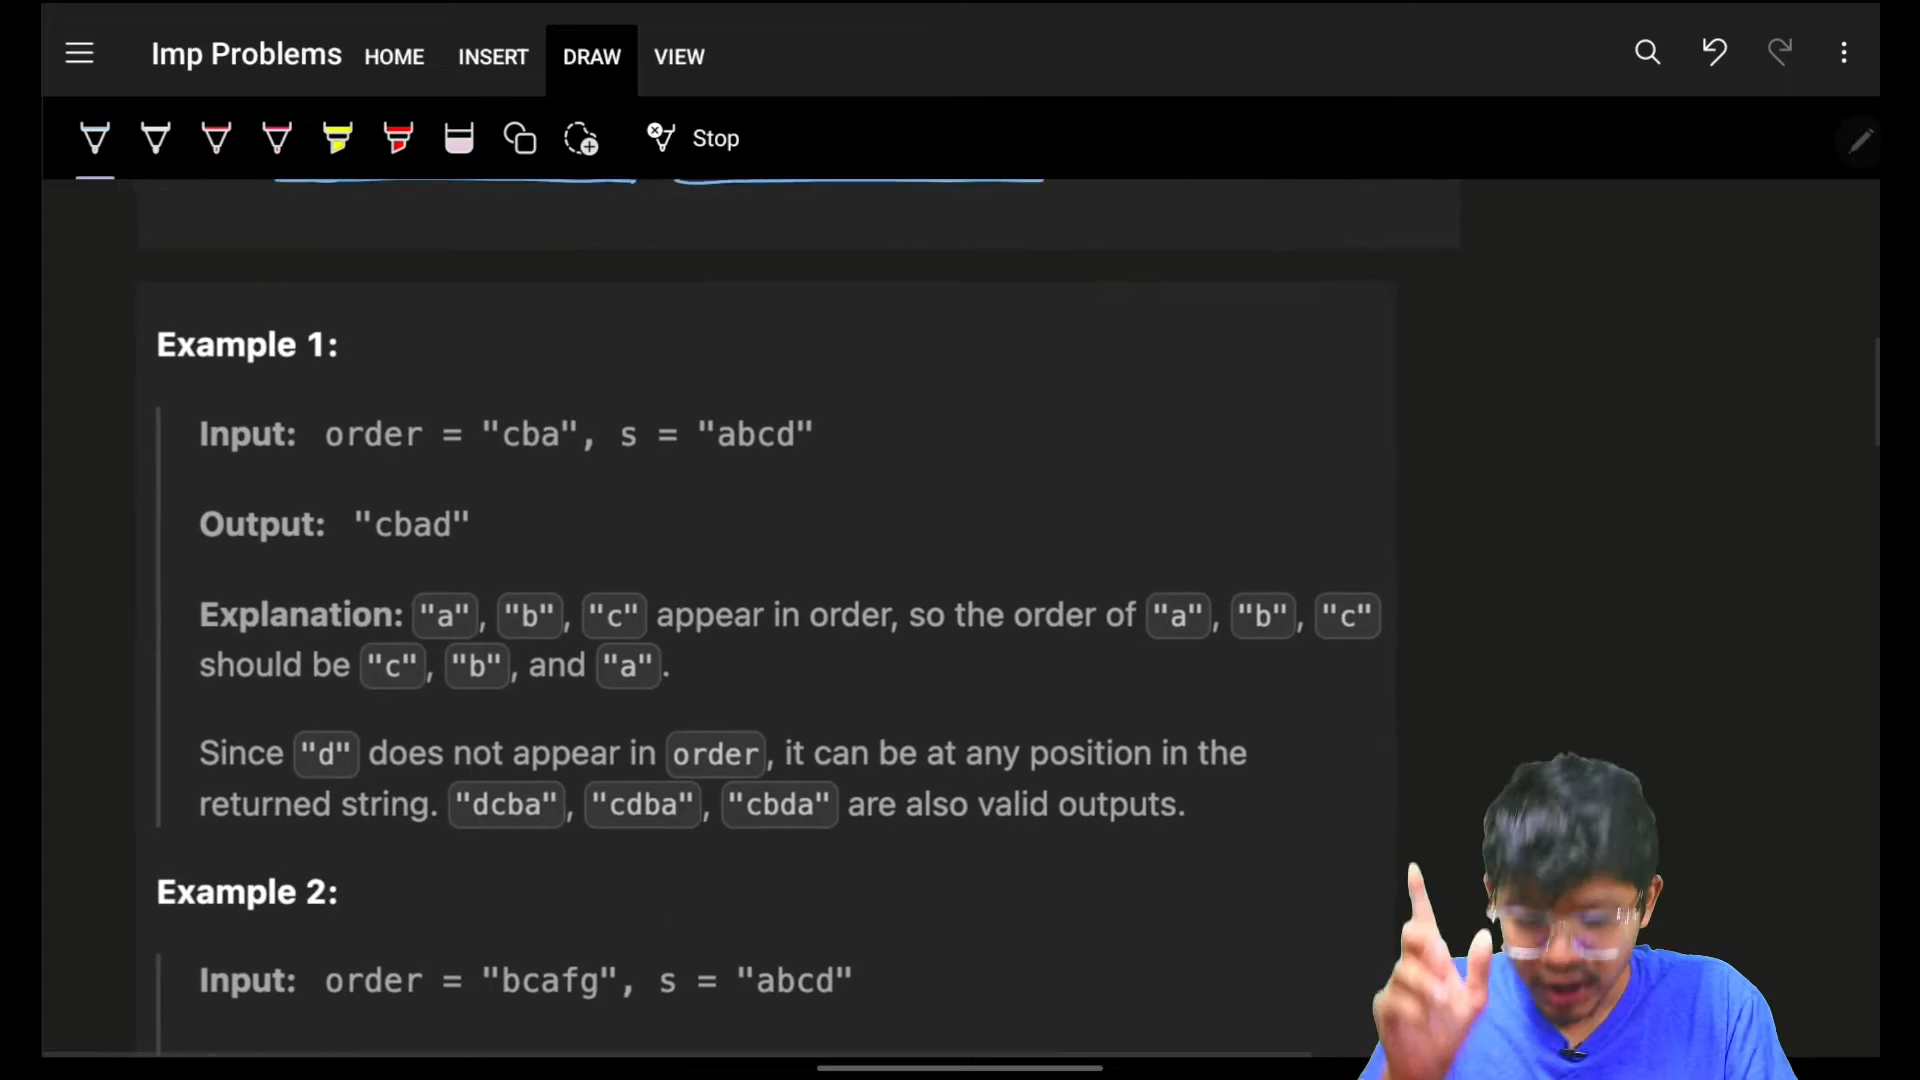 Imp Problems HOME INSERT DRAW VIEW
Stop
Example 1:
Input: order = "cba", s = "abcd"
Output: "cbad"
Explanation: "a", "b", "c" appear in order, so the order of "a", "b", "c"
should be "c", "b", and "a".
Since "d" does not appear in order, it can be at any position in the
returned string. "dcba", "cdba", "cbda" are also valid outputs.
Example 2:
Input: order = "bcafg", s = "abcd"